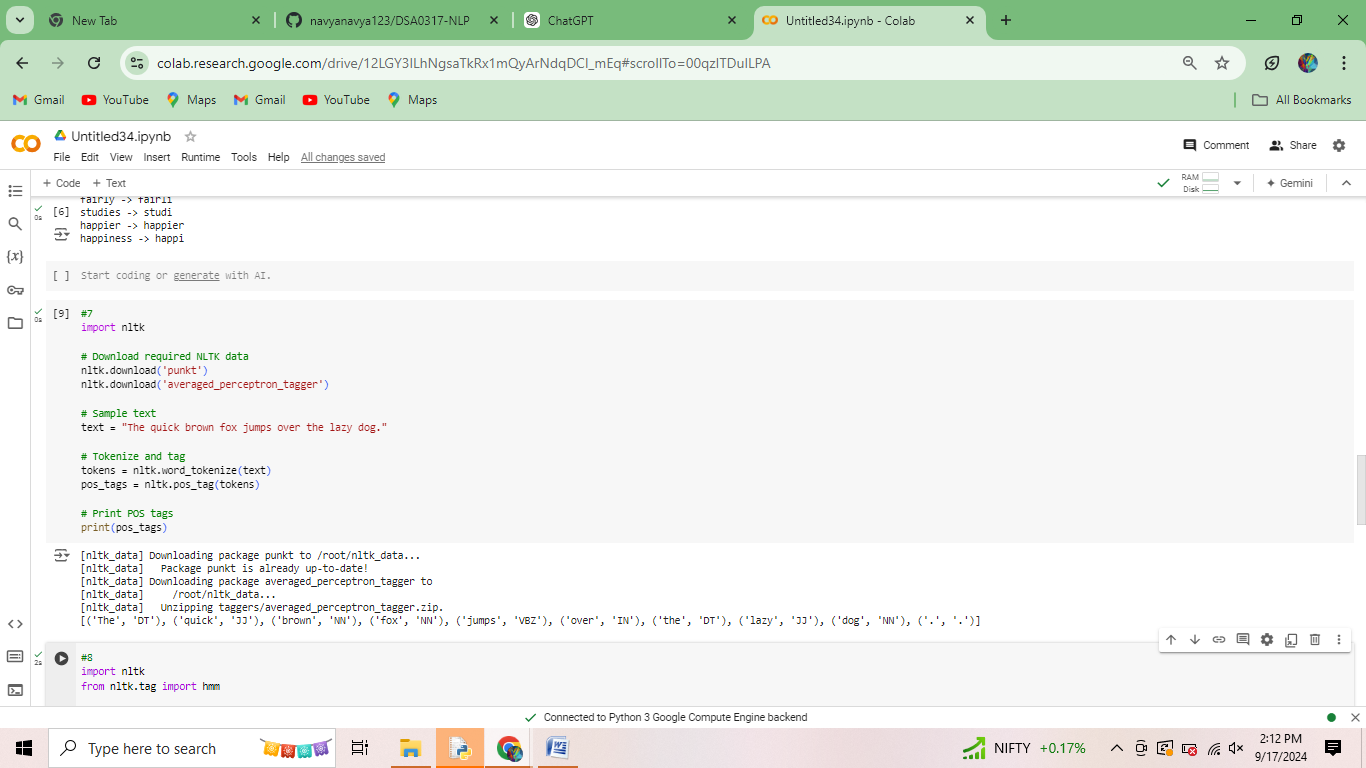 New Tab
navyanavya123/DSA0317-NLP
ChatGPT
Untitled34.ipynb - Colab
colab.research.google.com/drive/12LGY3ILhNgsaTkRx1mQyArNdqDCI_mEq#scrollTo=00qzITDulLPA
Gmail
YouTube
Maps
Gmail
YouTube
Maps
All Bookmarks
CO
Untitled34.ipynb
Comment
Share
File Edit View Insert Runtime Tools Help All changes saved
+ Code + Text
RAM
Disk
Gemini
fairly -> fairli
[6] studies -> studi
0s
happier -> happier
happiness -> happi
{x}
[ ] Start coding or generate with AI.
[9] #7
0s
import nltk
# Download required NLTK data
nltk.download('punkt')
nltk.download('averaged_perceptron_tagger')
# Sample text
text = "The quick brown fox jumps over the lazy dog."
# Tokenize and tag
tokens = nltk.word_tokenize(text)
pos_tags = nltk.pos_tag(tokens)
# Print POS tags
print(pos_tags)
[nltk_data] Downloading package punkt to /root/nltk_data...
[nltk_data]   Package punkt is already up-to-date!
[nltk_data] Downloading package averaged_perceptron_tagger to
[nltk_data]     /root/nltk_data...
[nltk_data]   Unzipping taggers/averaged_perceptron_tagger.zip.
[('The', 'DT'), ('quick', 'JJ'), ('brown', 'NN'), ('fox', 'NN'), ('jumps', 'VBZ'), ('over', 'IN'), ('the', 'DT'), ('lazy', 'JJ'), ('dog', 'NN'), ('.', '.')]
#8
2s
import nltk
from nltk.tag import hmm
Connected to Python 3 Google Compute Engine backend
Type here to search
NIFTY +0.17%
2:12 PM
9/17/2024